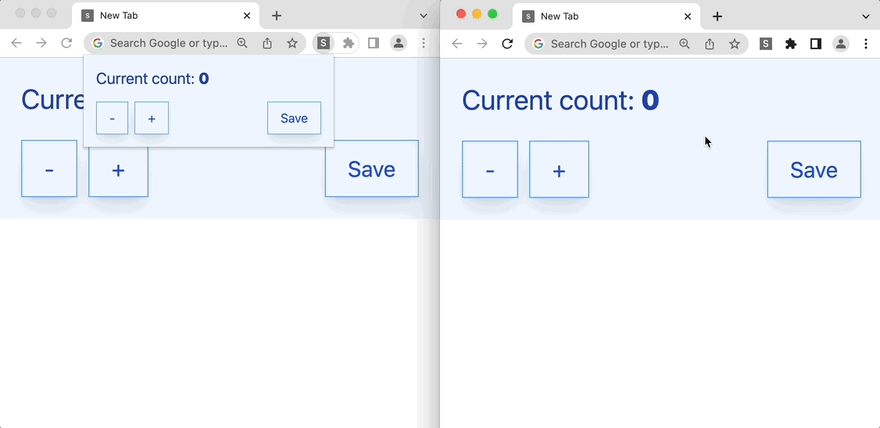 S New Tab
Search Google or typ... S
Current count: 0
- + Save
Curre
- + Save
S New Tab
Search Google or typ... S
Current count: 0
- + Save